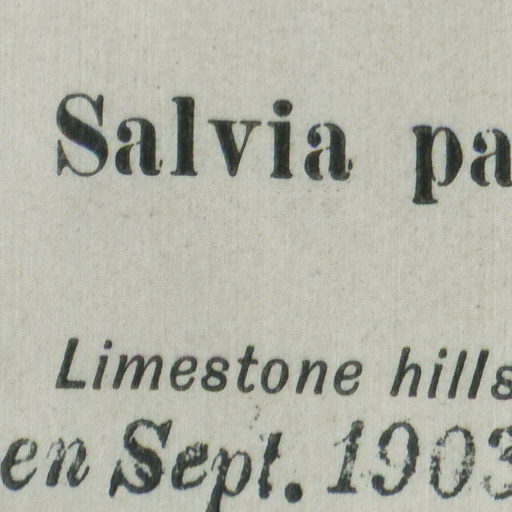 Salvia pa
Limestone hills
en Sept. 1903